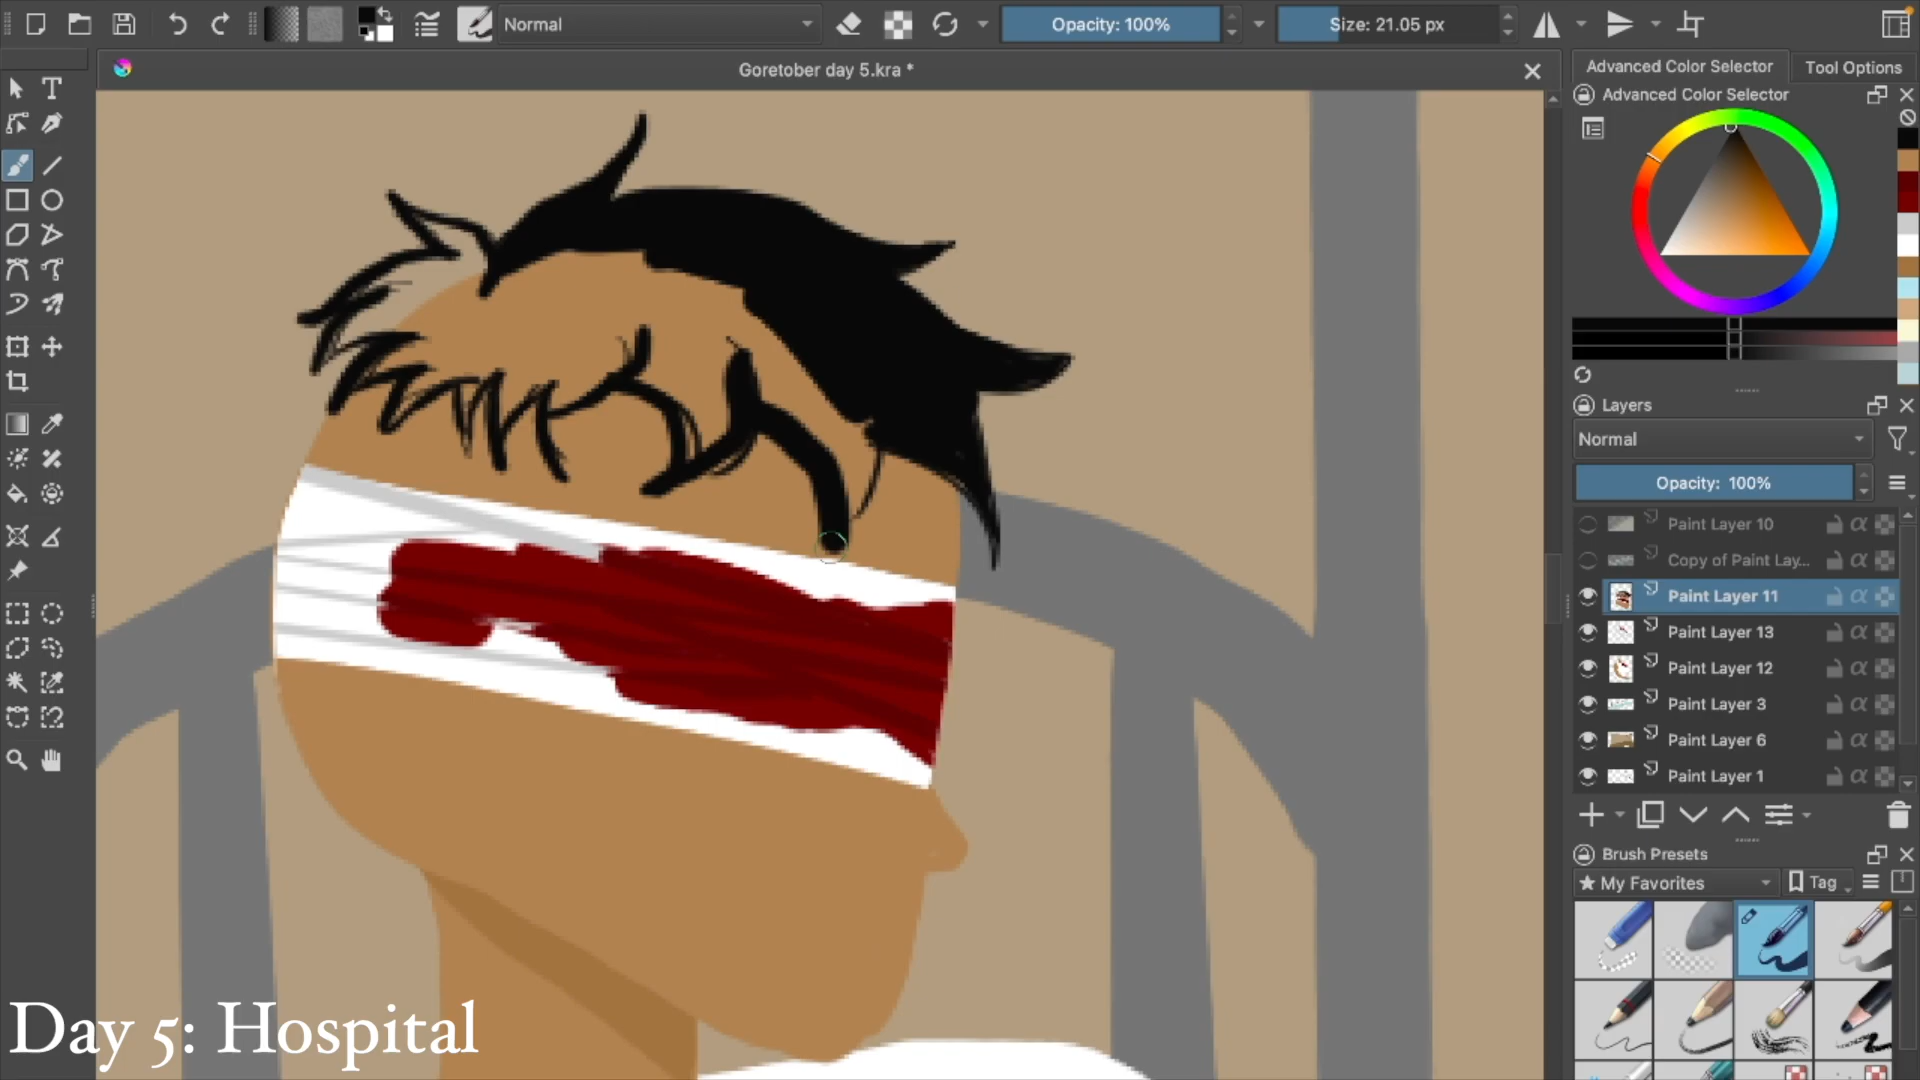 Normal
Opacity: 100%
Size: 21.05 px
Goretober day 5.kra *
Advanced Color Selector
Tool Options
Advanced Color Selector
Layers
Normal
Opacity: 100%
Paint Layer 10
Copy of Paint Lay...
Paint Layer 11
Paint Layer 13
Paint Layer 12
Paint Layer 3
Paint Layer 6
Paint Layer 1
Brush Presets
★ My Favorites
Tag
Day 5: Hospital